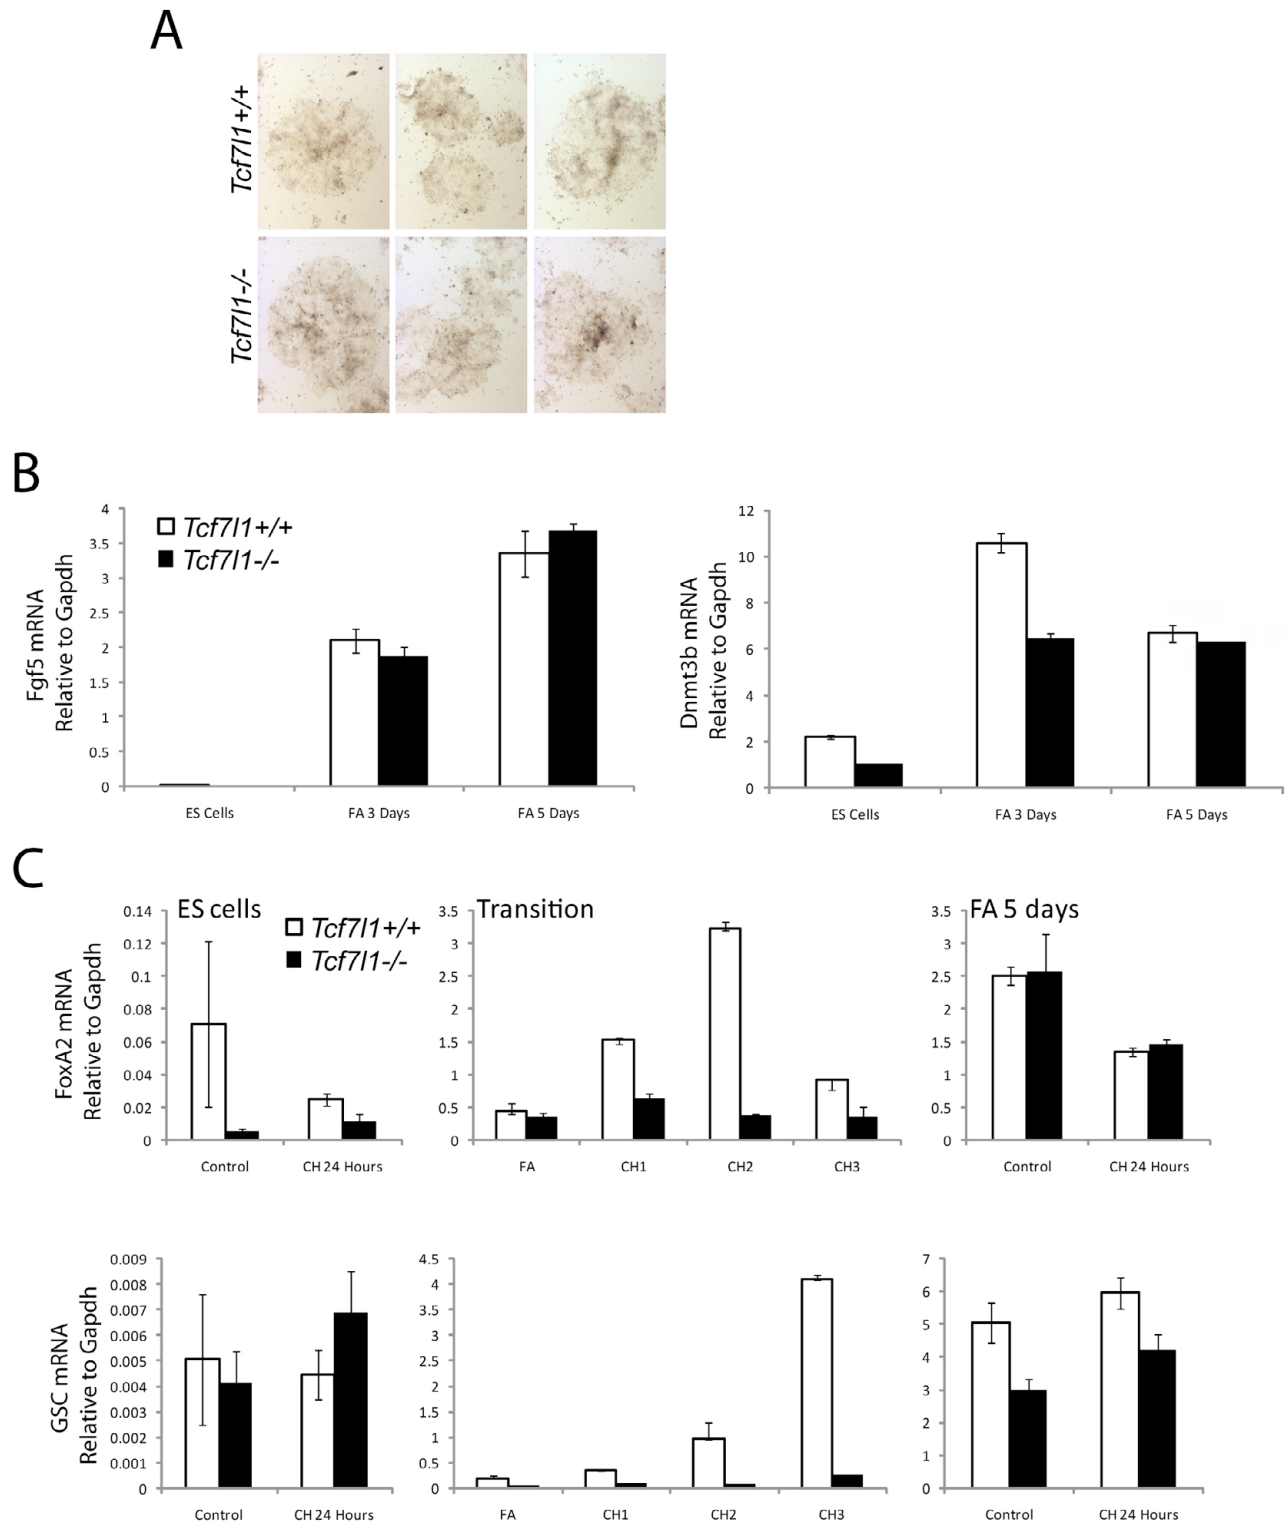 A
Tcf7l1+/+
Tcf7l1-/-
B
Fgf5 mRNA
Relative to Gapdh
4
3.5
3
2.5
2
1.5
1
0.5
0
Tcf7l1+/+
Tcf7l1-/-
ES Cells
FA 3 Days
FA 5 Days
Dnmt3b mRNA
Relative to Gapdh
12
10
8
6
4
2
0
ES Cells
FA 3 Days
FA 5 Days
C
FoxA2 mRNA
Relative to Gapdh
ES cells
0.14
0.12
0.1
0.08
0.06
0.04
0.02
0
Tcf7l1+/+
Tcf7l1-/-
Control
CH 24 Hours
Transition
3.5
3
2.5
2
1.5
1
0.5
0
FA
CH1
CH2
CH3
FA 5 days
3.5
3
2.5
2
1.5
1
0.5
0
Control
CH 24 Hours
GSC mRNA
Relative to Gapdh
0.009
0.008
0.007
0.006
0.005
0.004
0.003
0.002
0.001
0
Control
CH 24 Hours
4.5
4
3.5
3
2.5
2
1.5
1
0.5
0
FA
CH1
CH2
CH3
7
6
5
4
3
2
1
0
Control
CH 24 Hours